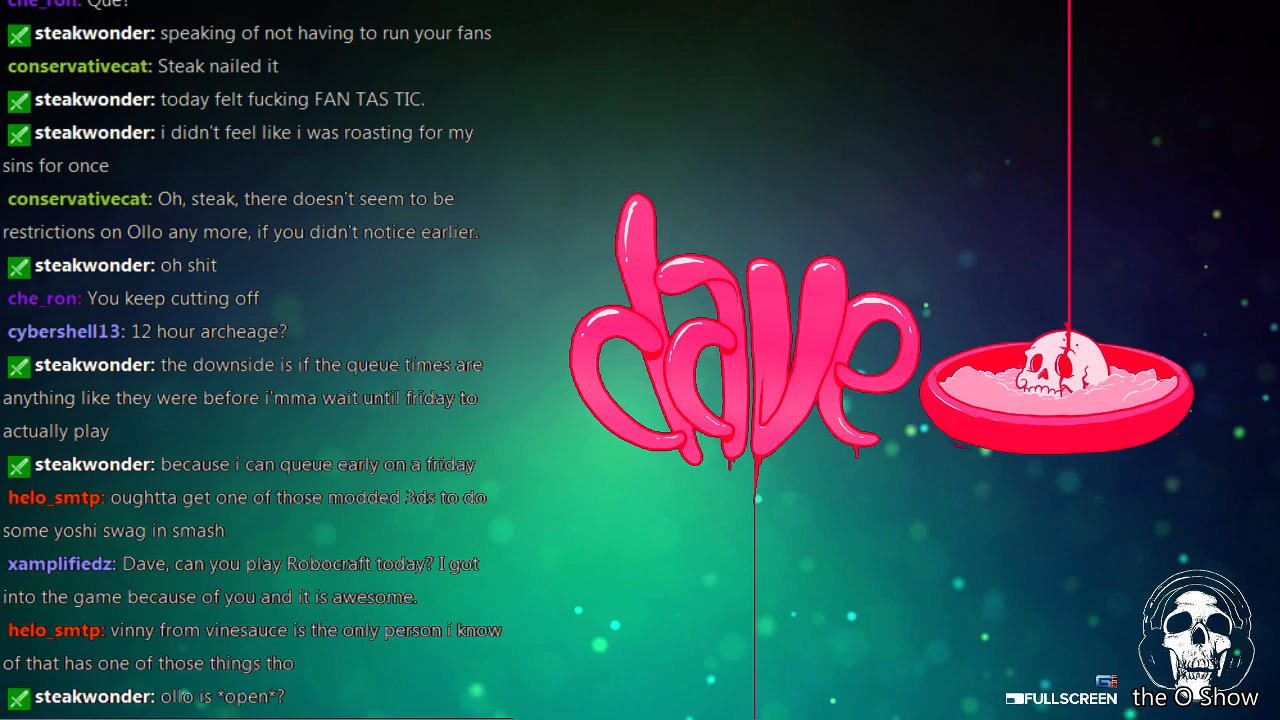 che_ron: Que?
steakwonder: speaking of not having to run your fans
conservativecat: Steak nailed it
steakwonder: today felt fucking FAN TAS TIC.
steakwonder: i didn't feel like i was roasting for my
sins for once
conservativecat: Oh, steak, there doesn't seem to be
restrictions on Ollo any more, if you didn't notice earlier.
steakwonder: oh shit
che_ron: You keep cutting off
cybershell13: 12 hour archeage?
steakwonder: the downside is if the queue times are
anything like they were before i'mma wait until friday to
actually play
steakwonder: because i can queue early on a friday
helo_smtp: oughtta get one of those modded 3ds to do
some yoshi swag in smash
xamplifiedz: Dave, can you play Robocraft today? I got
into the game because of you and it is awesome.
helo_smtp: vinny from vinesauce is the only person i know
of that has one of those things tho
steakwonder: ollo is *open*?
dave
FULLSCREEN
the O Show